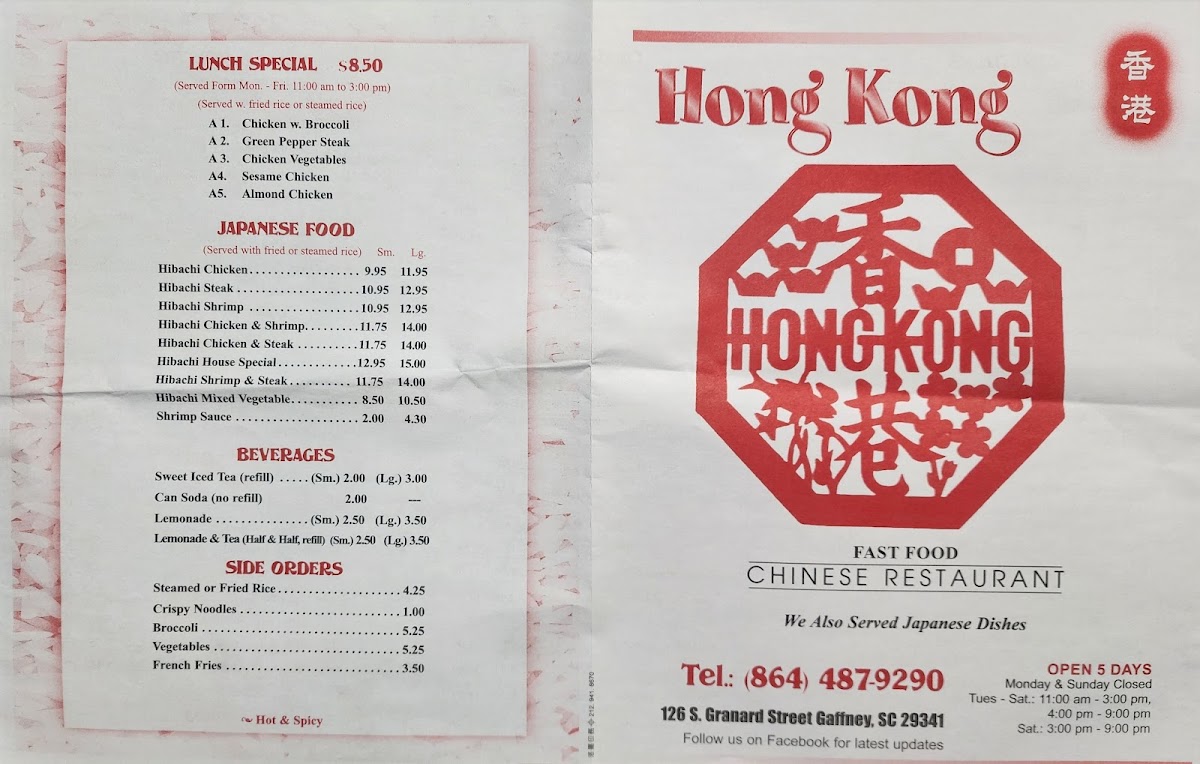 LUNCH SPECIAL $8.50
(Served Form Mon. - Fri. 11:00 am to 3:00 pm)
(Served w. fried rice or steamed rice)
A 1. Chicken w. Broccoli
A 2. Green Pepper Steak
A 3. Chicken Vegetables
A4. Sesame Chicken
A5. Almond Chicken
JAPANESE FOOD
(Served with fried or steamed rice) Sm. Lg.
Hibachi Chicken.................. 9.95 11.95
Hibachi Steak ....................10.95 12.95
Hibachi Shrimp ..................10.95 12.95
Hibachi Chicken & Shrimp.........11.75 14.00
Hibachi Chicken & Steak ..........11.75 14.00
Hibachi House Special.............12.95 15.00
Hibachi Shrimp & Steak.......... 11.75 14.00
Hibachi Mixed Vegetable........... 8.50 10.50
Shrimp Sauce .................... 2.00 4.30
BEVERAGES
Sweet Iced Tea (refill) ..... (Sm.) 2.00 (Lg.) 3.00
Can Soda (no refill) 2.00 ---
Lemonade ............... (Sm.) 2.50 (Lg.) 3.50
Lemonade & Tea (Half & Half, refill) (Sm.) 2.50 (Lg.) 3.50
SIDE ORDERS
Steamed or Fried Rice.................... 4.25
Crispy Noodles .......................... 1.00
Broccoli ................................ 5.25
Vegetables .............................. 5.25
French Fries ............................ 3.50
Hot & Spicy
212. 941. 8670
Hong Kong
香港
香
HONG KONG
港
FAST FOOD
CHINESE RESTAURANT
We Also Served Japanese Dishes
Tel.: (864) 487-9290
126 S. Granard Street Gaffney, SC 29341
Follow us on Facebook for latest updates
OPEN 5 DAYS
Monday & Sunday Closed
Tues - Sat.: 11:00 am - 3:00 pm,
4:00 pm - 9:00 pm
Sat.: 3:00 pm - 9:00 pm